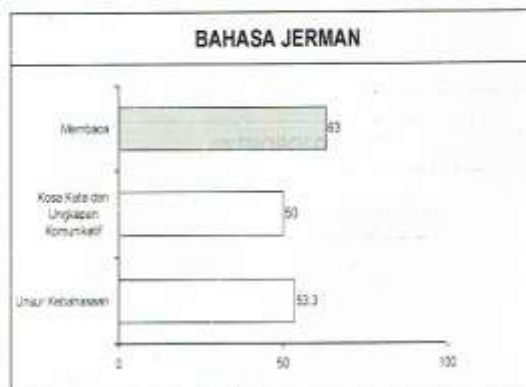 BAHASA JERMAN
Membaca
63
Kosa Kata dan
Ungkapan
Komunikatif
50
Unsur Kebahasaan
53.3
0
50
100